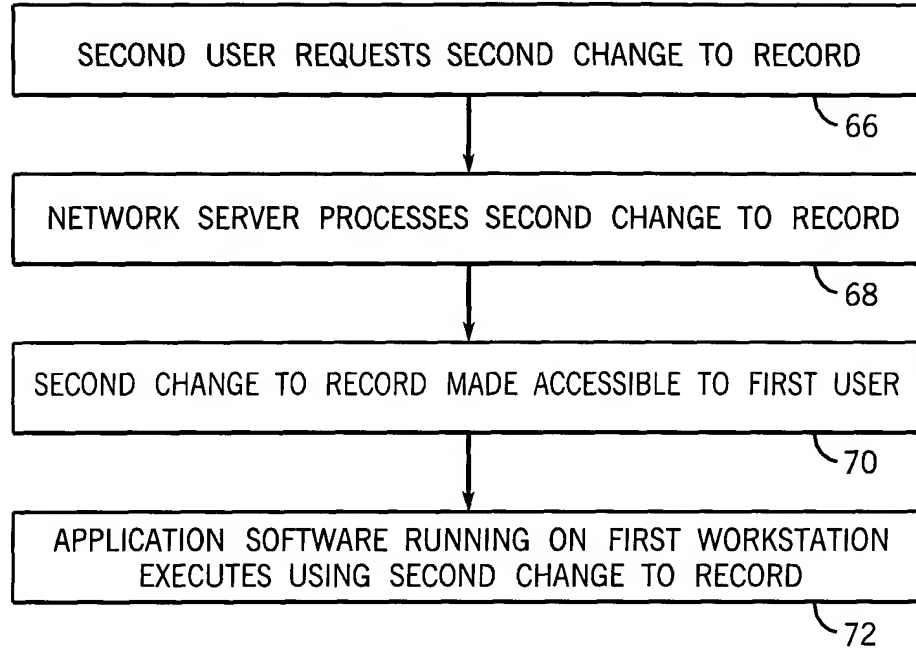 SECOND USER REQUESTS SECOND CHANGE TO RECORD
66
NETWORK SERVER PROCESSES SECOND CHANGE TO RECORD
68
SECOND CHANGE TO RECORD MADE ACCESSIBLE TO FIRST USER
70
APPLICATION SOFTWARE RUNNING ON FIRST WORKSTATION
EXECUTES USING SECOND CHANGE TO RECORD
72